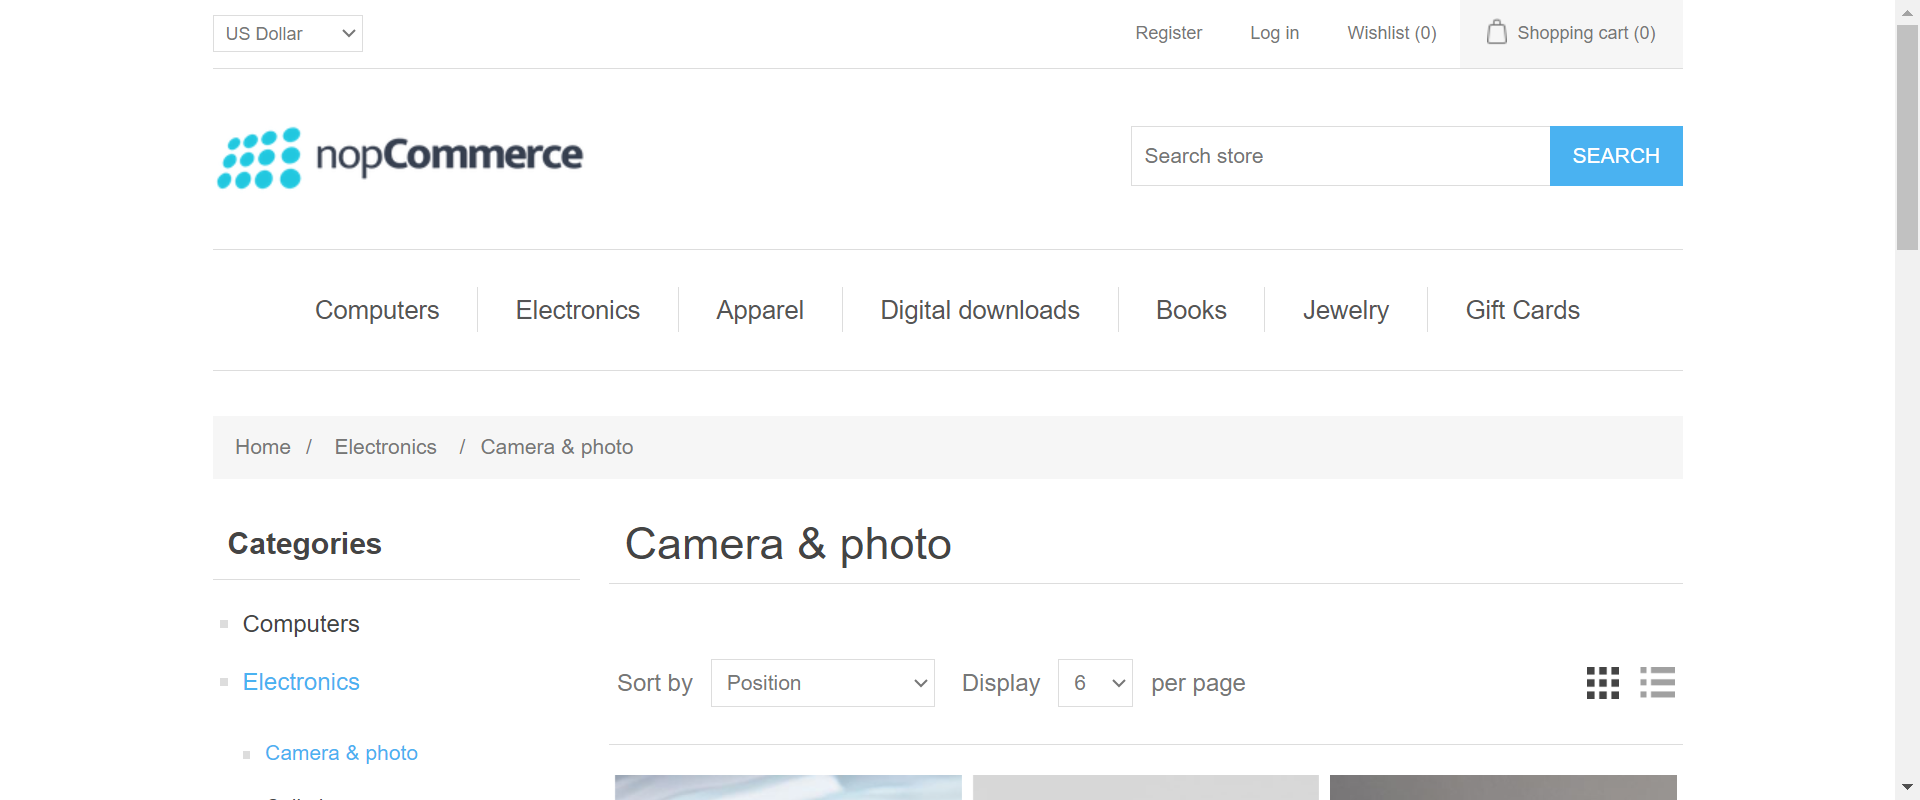 US Dollar
Register
Log in
Wishlist (0)
Shopping cart (0)
nopCommerce
Search store
SEARCH
Computers
Electronics
Apparel
Digital downloads
Books
Jewelry
Gift Cards
Home / Electronics / Camera & photo
Categories
Computers
Electronics
Camera & photo
Camera & photo
Sort by Position Display 6 per page